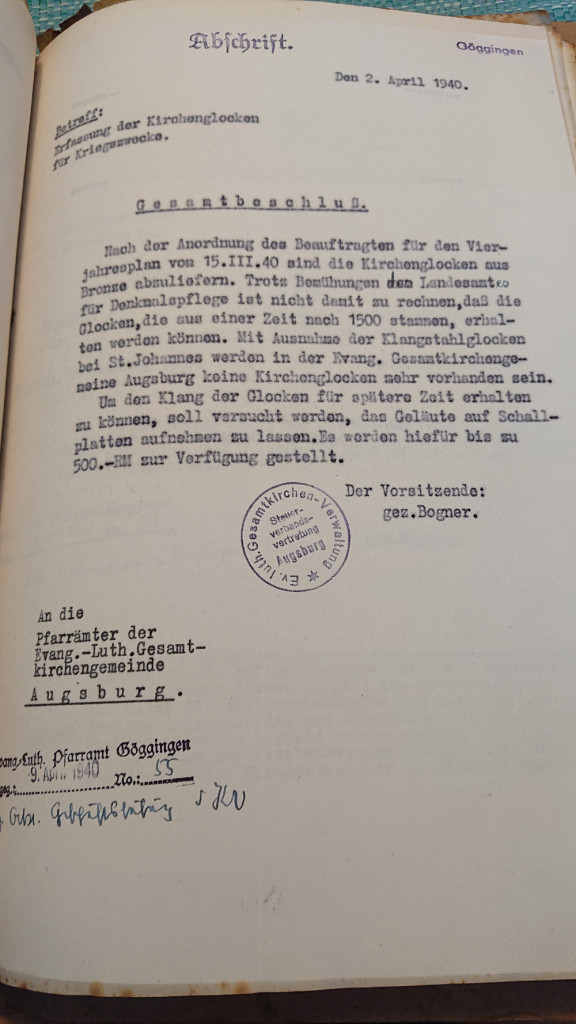 Abschrift.
Göggingen
Den 2. April 1940.
Betreff:
Erfassung der Kirchenglocken
für Kriegszwecke.
Gesamtbeschluß.
Nach der Anordnung des Beauftragten für den Vier-
jahresplan vom 15.III.40 sind die Kirchenglocken aus
Bronze abzuliefern. Trotz Bemühungen des Landesamtes
für Denkmalspflege ist nicht damit zu rechnen,daß die
Glocken,die aus einer Zeit nach 1500 stammen, erhal-
ten werden können. Mit Ausnahme der Klangstahlglocken
bei St.Johannes werden in der Evang. Gesamtkirchenge-
meine Augsburg keine Kirchenglocken mehr vorhanden sein.
Um den Klang der Glocken für spätere Zeit erhalten
zu können, soll versucht werden, das Geläute auf Schall-
platten aufnehmen zu lassen.Es werden hiefür bis zu
500.-RM zur Verfügung gestellt.
Der Vorsitzende:
gez.Bogner.
Ev. luth. Gesamtkirchen-Verwaltung
Steuer-
verbands-
vertretung
Augsburg
An die
Pfarrämter der
Evang.-Luth.Gesamt-
kirchengemeinde
Augsburg.
vang.-Luth. Pfarramt Göggingen
9. April 1940 No.: 55